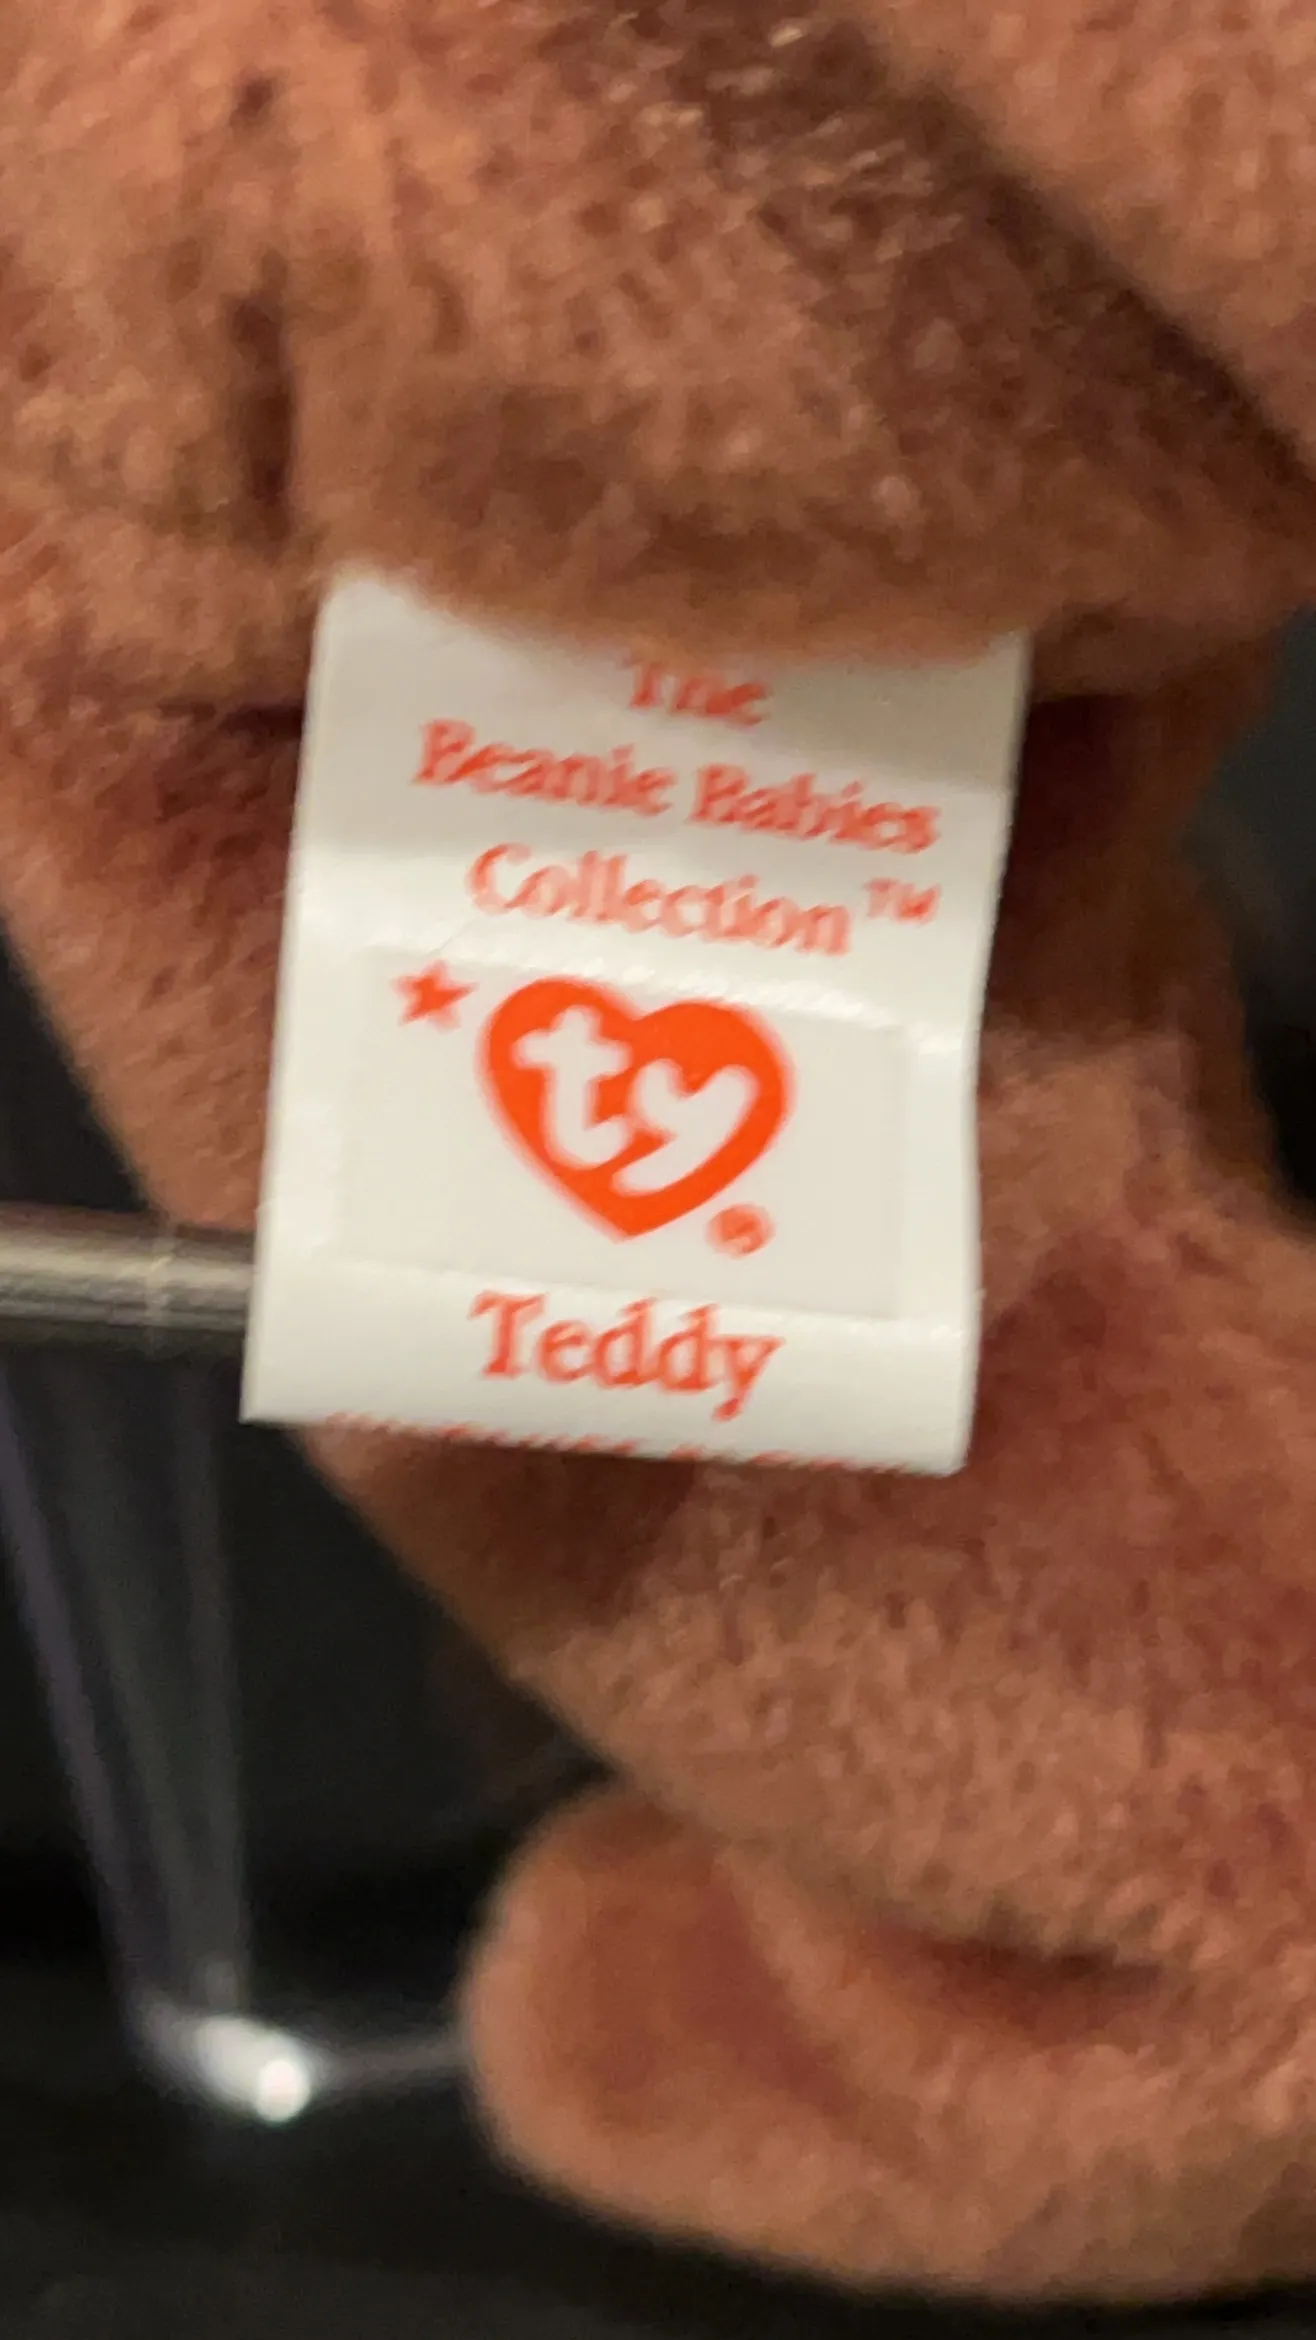 The
Beanie Babies
Collection™
★ ty
®
Teddy